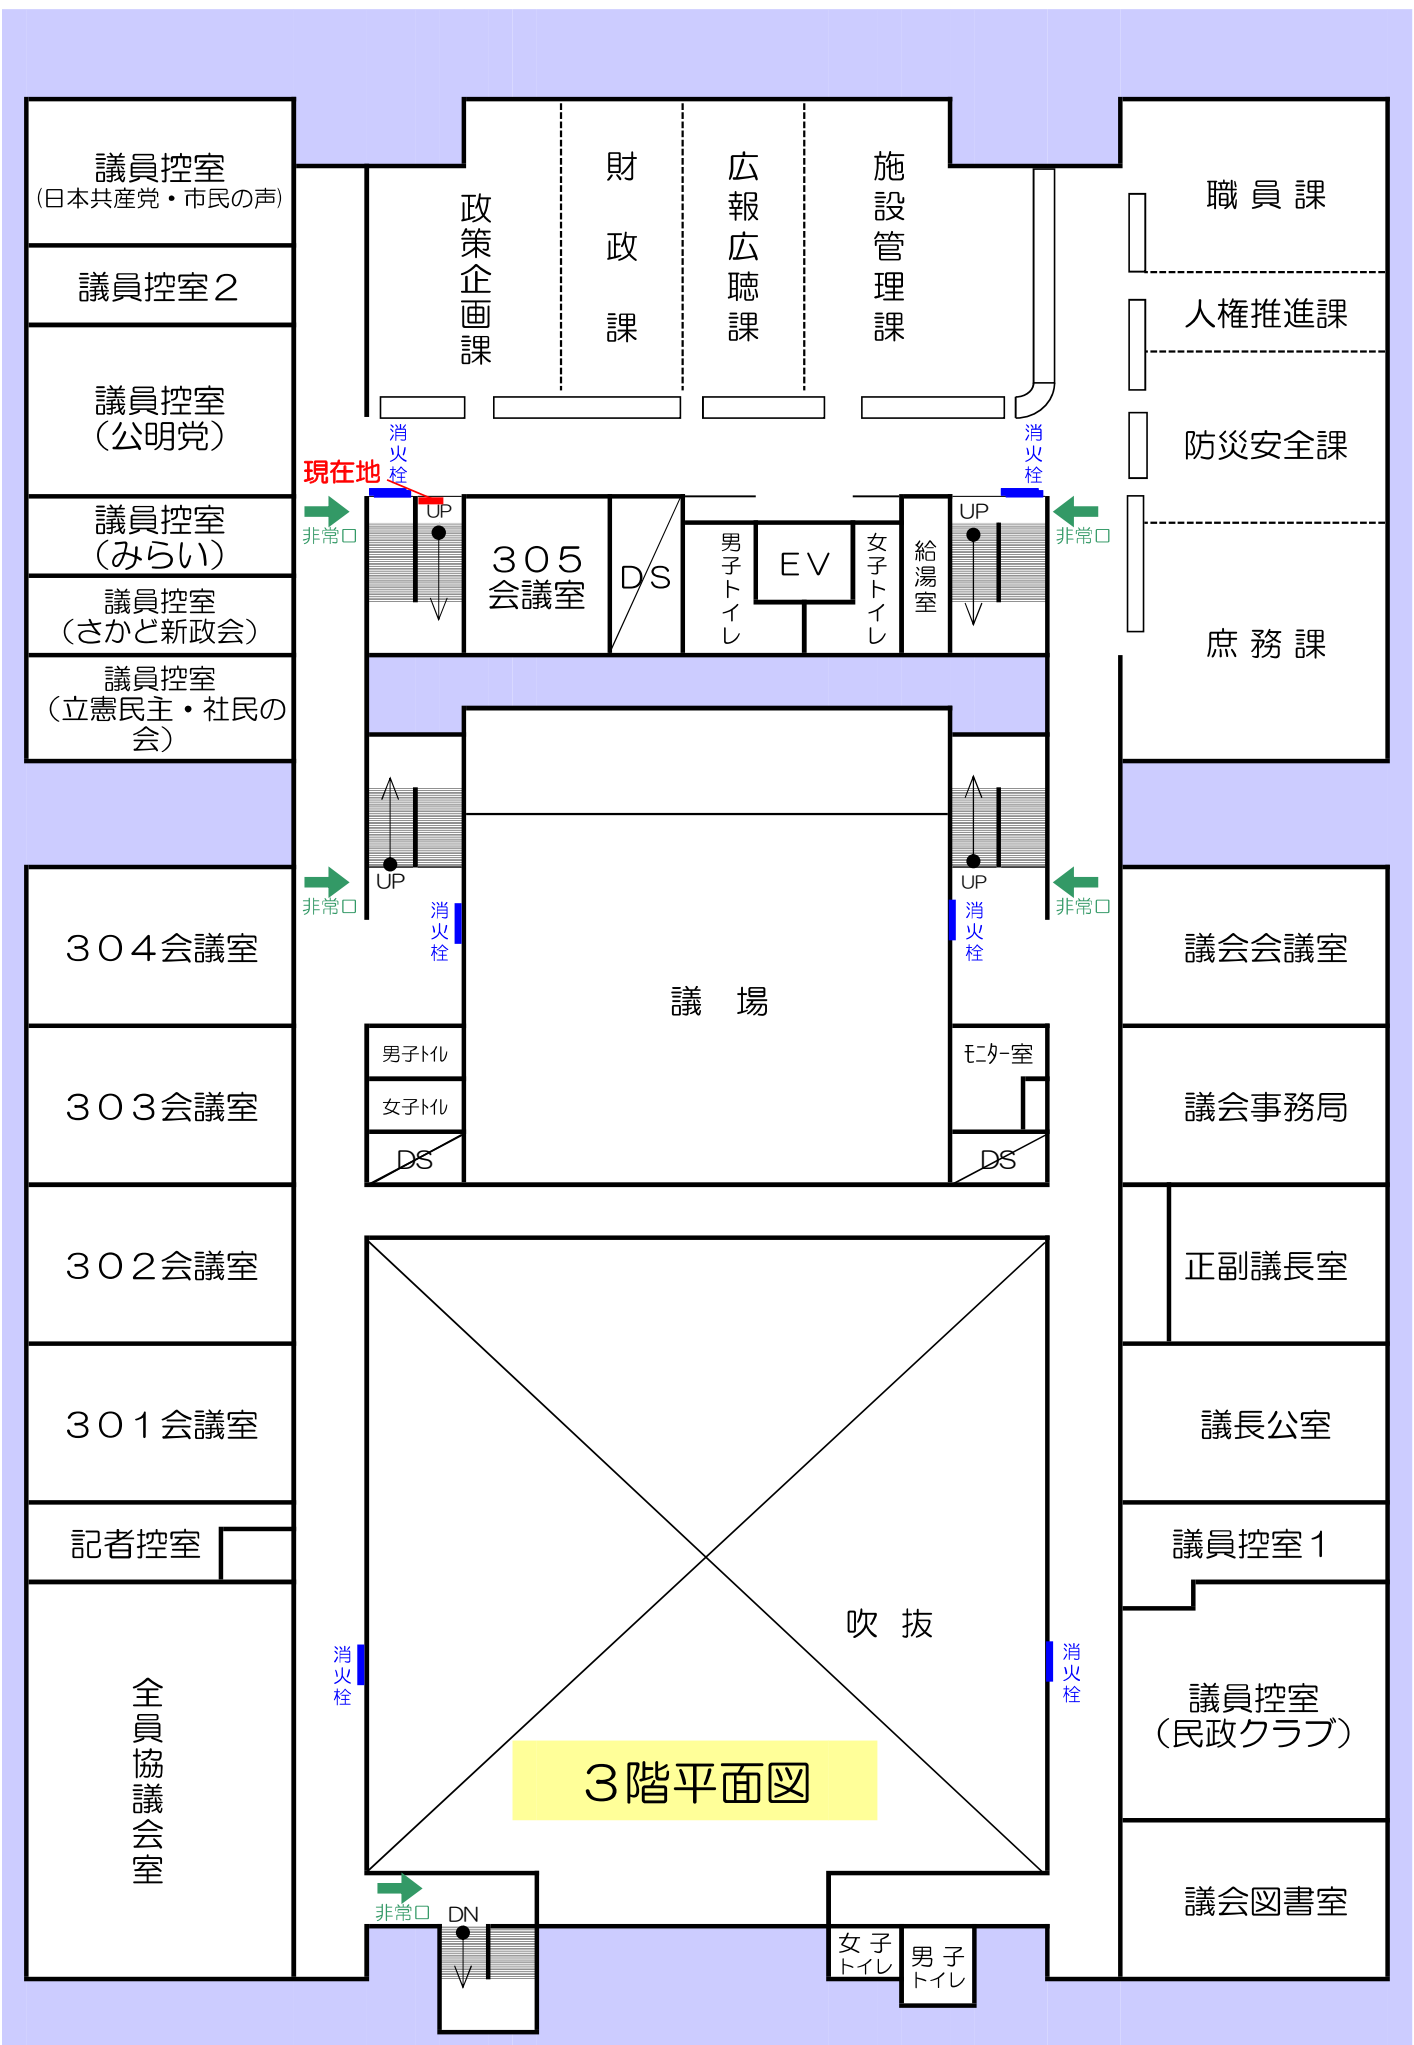 議員控室
(日本共産党・市民の声)
議員控室２
議員控室
（公明党）
議員控室
（みらい）
議員控室
（さかど新政会）
議員控室
（立憲民主・社民の
会）
政策企画課
財政課
広報広聴課
施設管理課
職員課
人権推進課
防災安全課
庶務課
消火栓
消火栓
現在地
非常口
UP
３０５
会議室
DS
男子トイレ
EV
女子トイレ
給湯室
UP
非常口
UP
非常口
消火栓
UP
非常口
消火栓
議　場
３０４会議室
３０３会議室
３０２会議室
３０１会議室
記者控室
全員協議会室
男子ﾄｲﾚ
女子ﾄｲﾚ
DS
ﾓﾆﾀｰ室
DS
議会会議室
議会事務局
正副議長室
議長公室
議員控室１
議員控室
（民政クラブ）
議会図書室
吹抜
消火栓
消火栓
３階平面図
非常口
DN
女子
トイレ
男子
トイレ